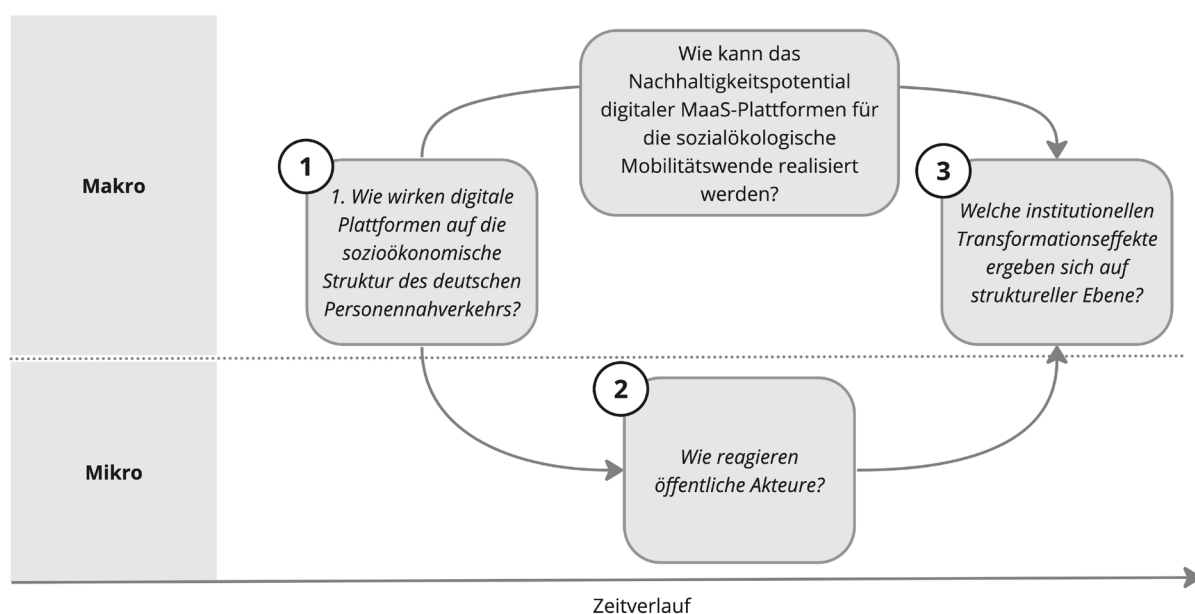 Makro
1
1. Wie wirken digitale
Plattformen auf die
sozioökonomische
Struktur des deutschen
Personennahverkehrs?
Wie kann das
Nachhaltigkeitspotential
digitaler MaaS-Plattformen für
die sozialökologische
Mobilitätswende realisiert
werden?
3
Welche institutionellen
Transformationseffekte
ergeben sich auf
struktureller Ebene?
Mikro
2
Wie reagieren
öffentliche Akteure?
Zeitverlauf